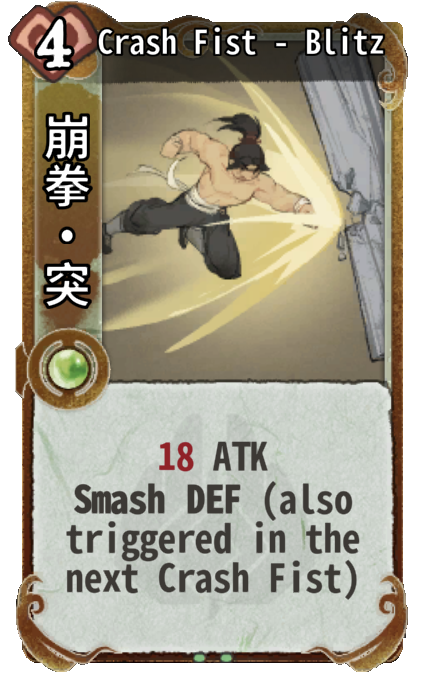 4
Crash Fist - Blitz
崩拳・突
18 ATK
Smash DEF (also
triggered in the
next Crash Fist)